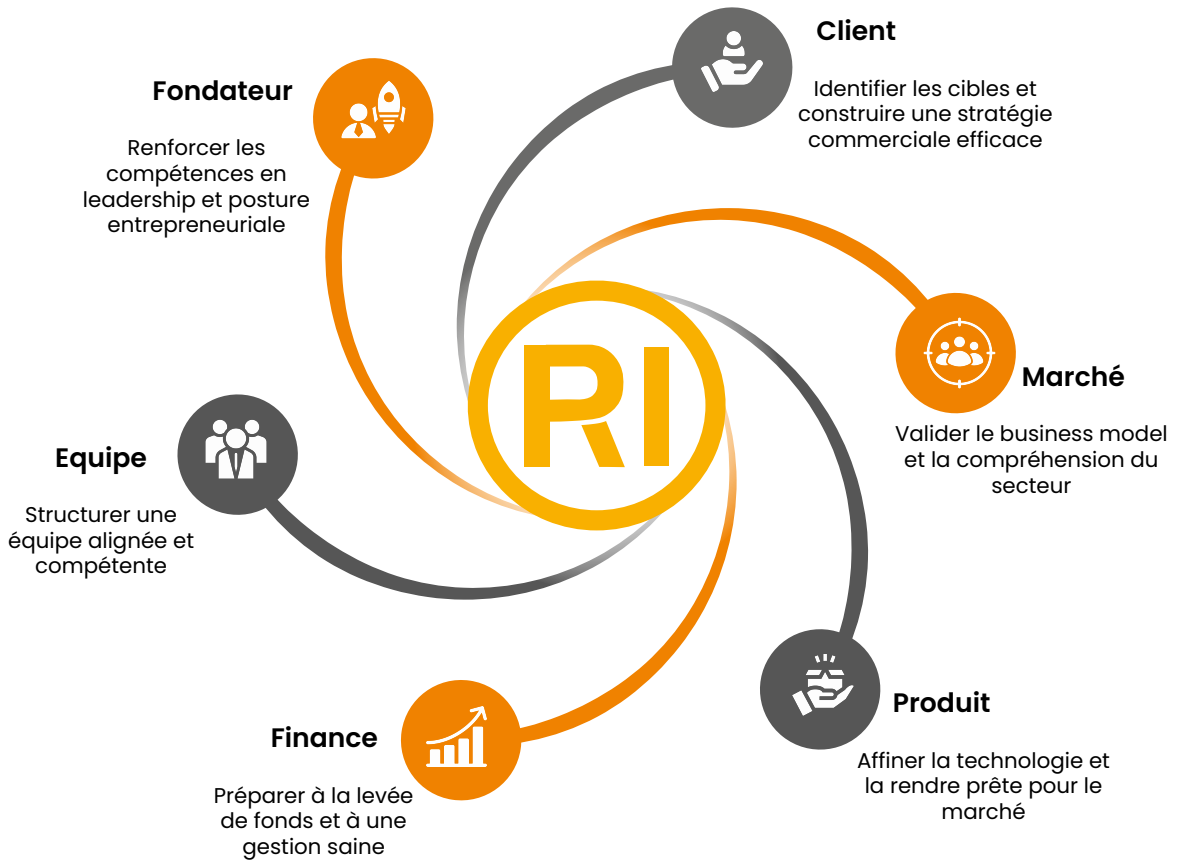 Client
Identifier les cibles et
construire une stratégie
commerciale efficace
Fondateur
Renforcer les
compétences en
leadership et posture
entrepreneuriale
RI
Marché
Valider le business model
et la compréhension du
secteur
Equipe
Structurer une
équipe alignée et
compétente
Produit
Affiner la technologie et
la rendre prête pour le
marché
Finance
Préparer à la levée
de fonds et à une
gestion saine